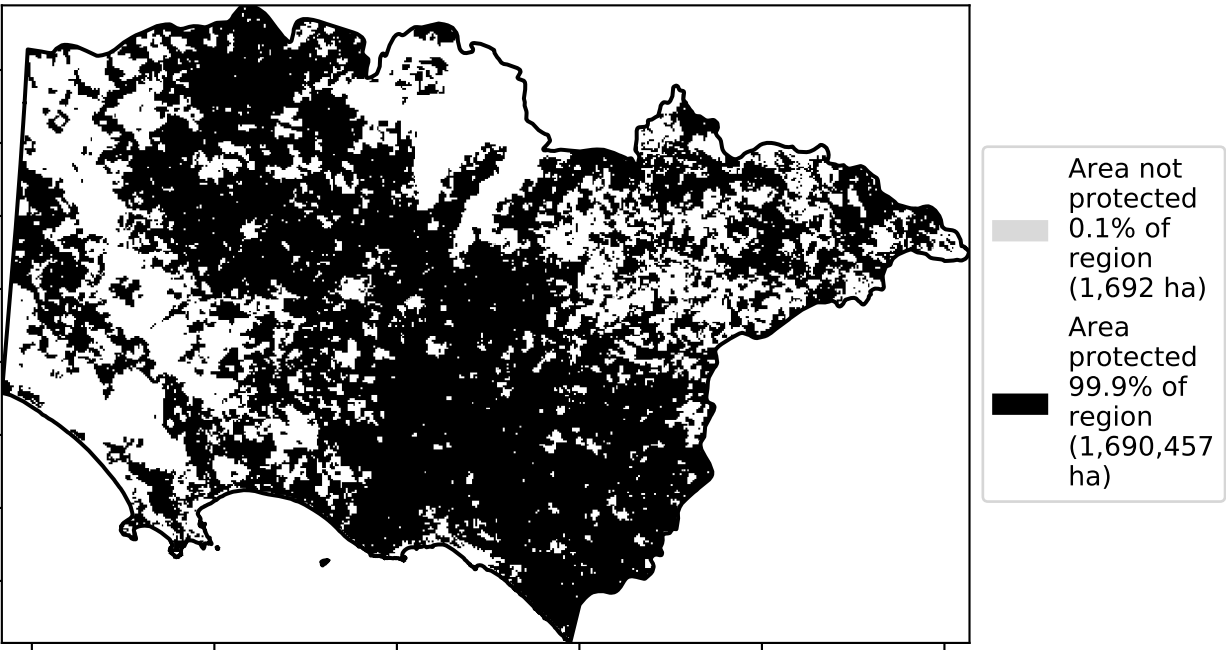 Area not
protected
0.1% of
region
(1,692 ha)
Area
protected
99.9% of
region
(1,690,457
ha)